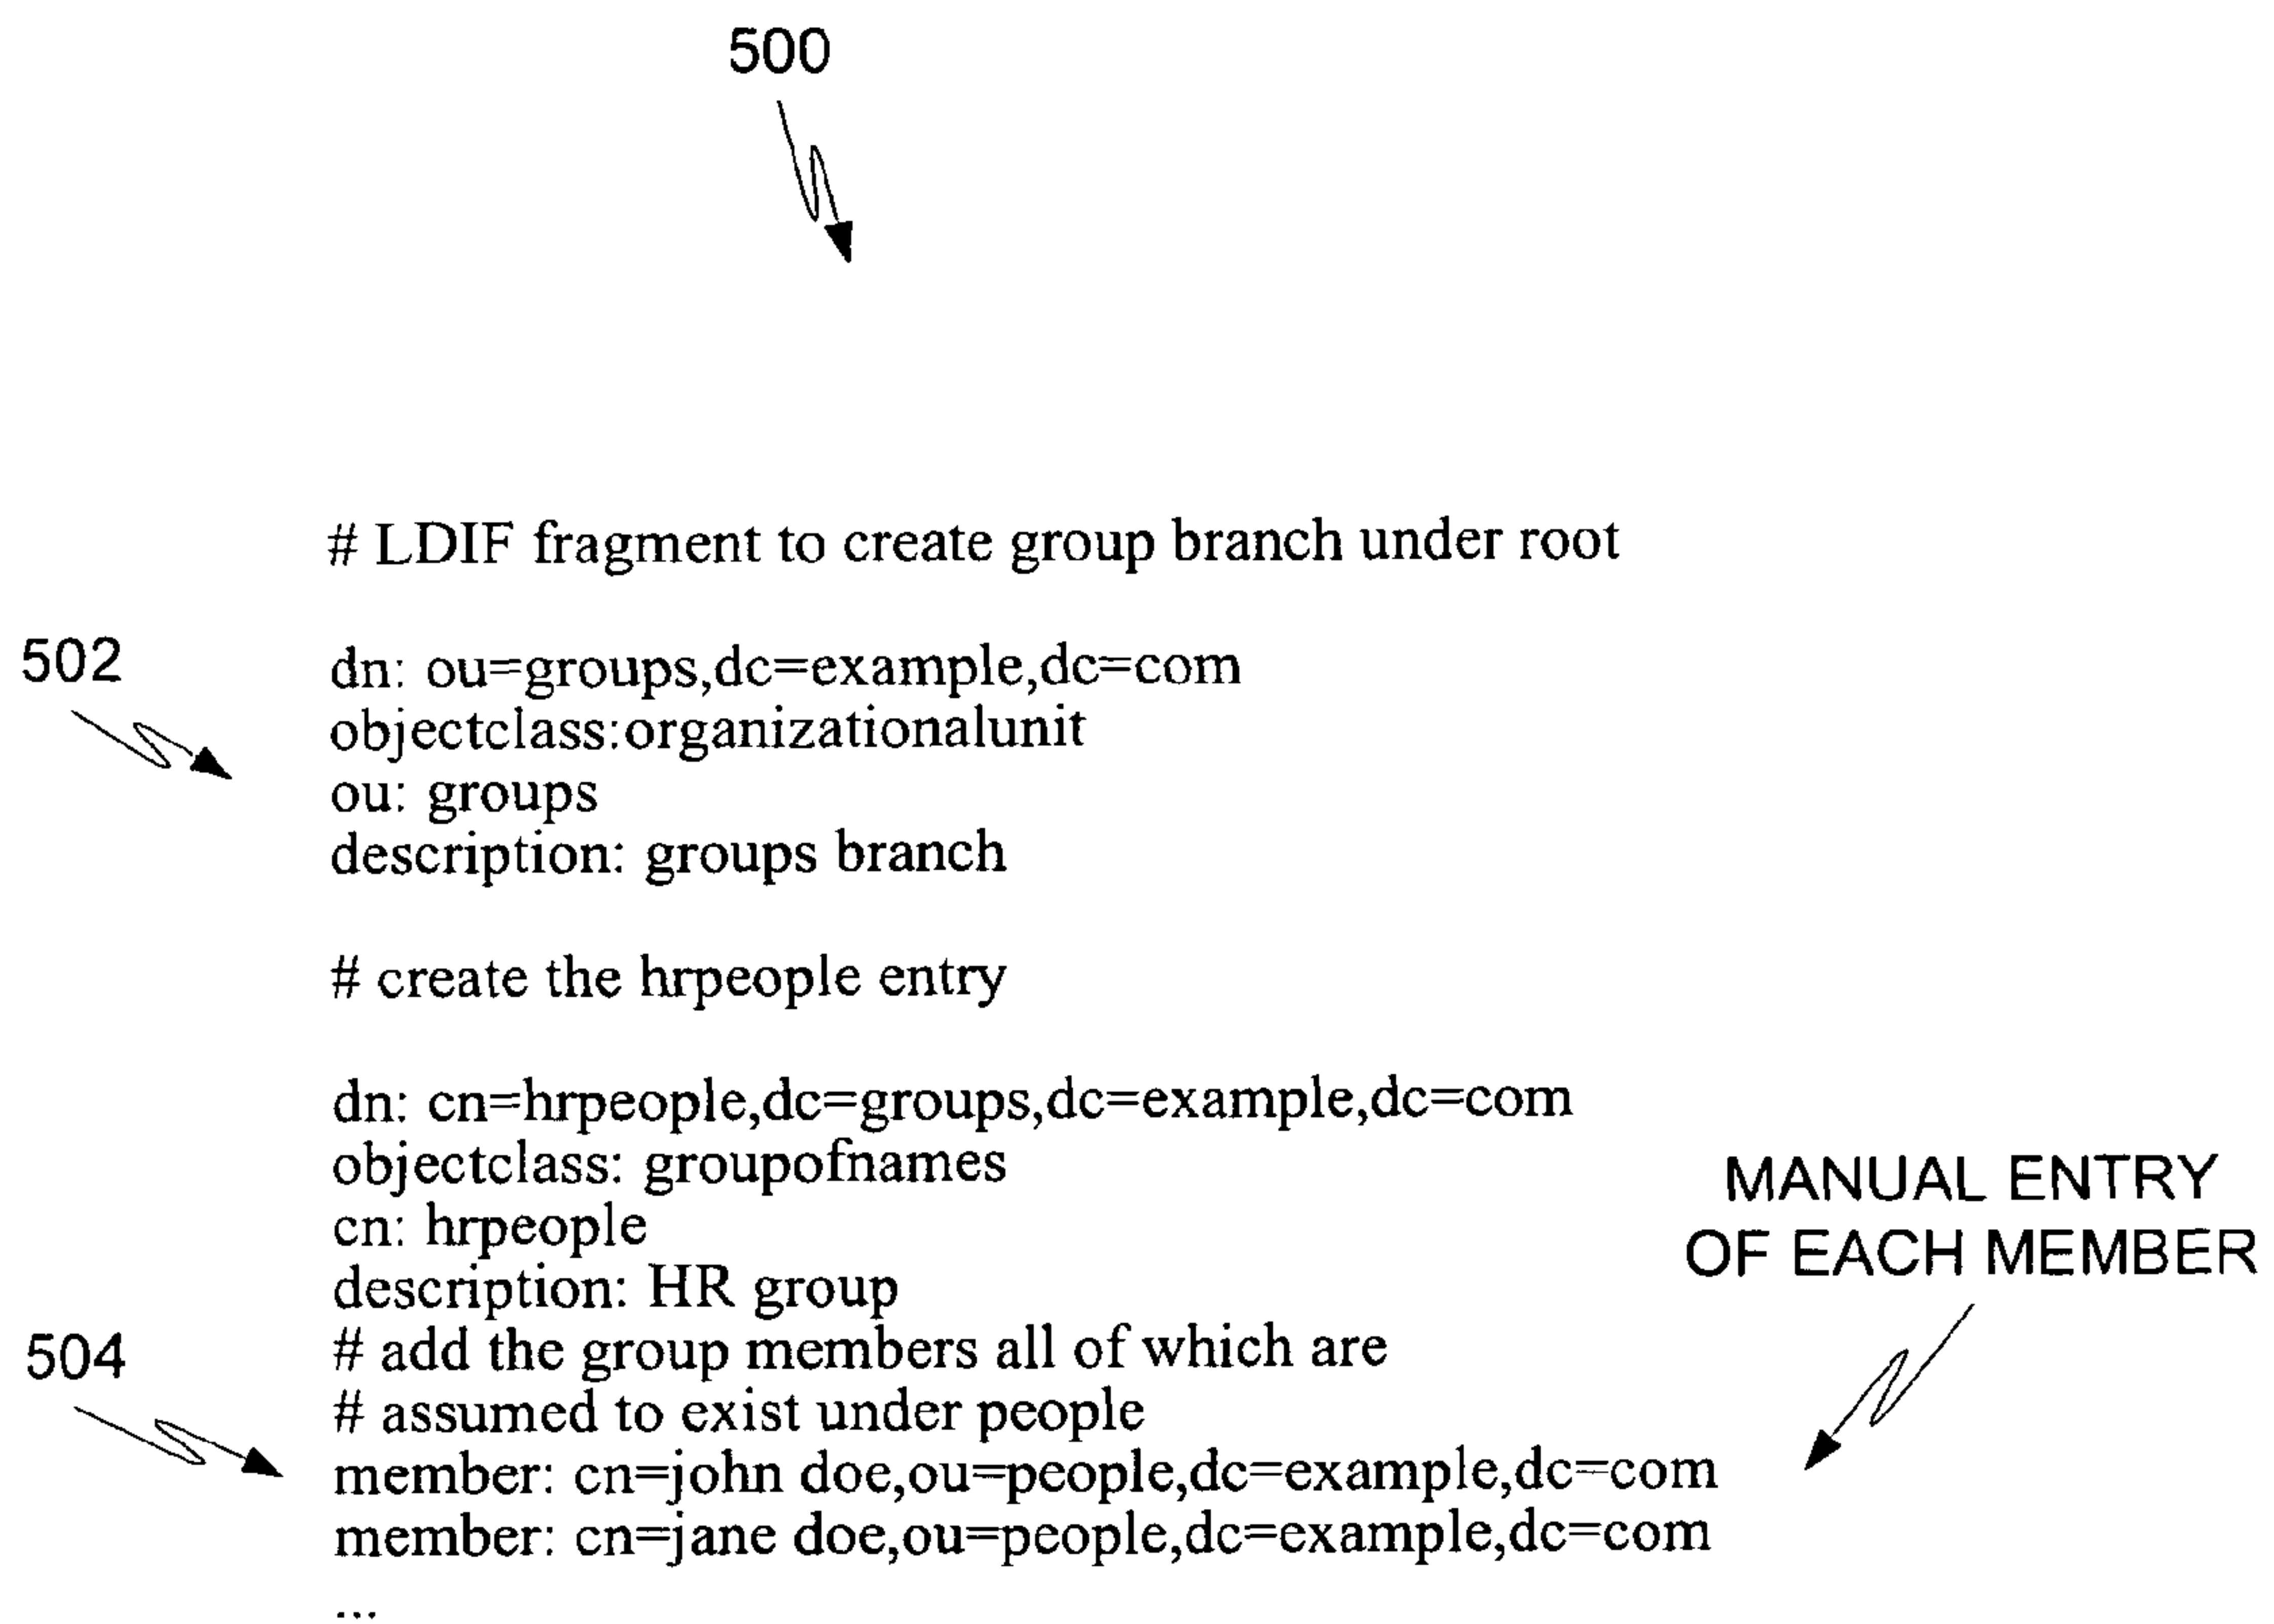 500
# LDIF fragment to create group branch under root
502
dn: ou=groups,dc=example,dc=com
objectclass:organizationalunit
ou: groups
description: groups branch
# create the hrpeople entry
dn: cn=hrpeople,dc=groups,dc=example,dc=com
objectclass: groupofnames
cn: hrpeople
description: HR group
MANUAL ENTRY
OF EACH MEMBER
504
# add the group members all of which are
# assumed to exist under people
member: cn=john doe,ou=people,dc=example,dc=com
member: cn=jane doe,ou=people,dc=example,dc=com
...